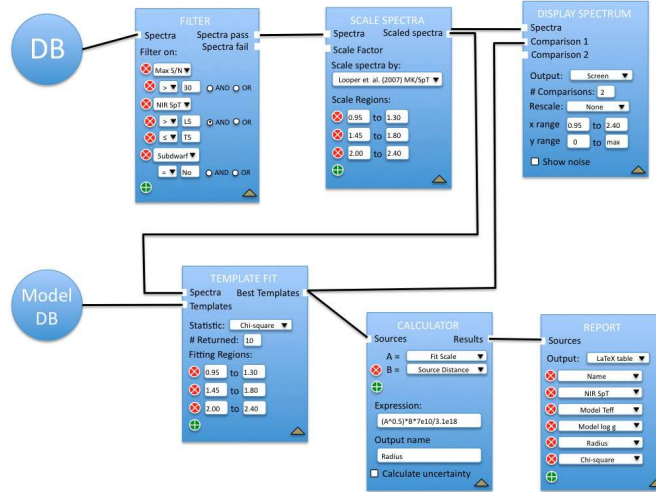 DB
FILTER
Spectra Spectra pass
Spectra fail
Filter on:
Max S/N
> 30 AND OR
NIR SpT
> L5 AND OR
≤ T5
Subdwarf
= No AND OR
SCALE SPECTRA
Spectra Scaled spectra
Scale Factor
Scale spectra by:
Looper et al. (2007) MK/SpT
Scale Regions:
0.95 to 1.30
1.45 to 1.80
2.00 to 2.40
DISPLAY SPECTRUM
Spectra
Comparison 1
Comparison 2
Output: Screen
# Comparisons: 2
Rescale: None
x range 0.95 to 2.40
y range 0 to max
Show noise
Model
DB
TEMPLATE FIT
Spectra Best Templates
Templates
Statistic: Chi-square
# Returned: 10
Fitting Regions:
0.95 to 1.30
1.45 to 1.80
2.00 to 2.40
CALCULATOR
Sources Results
A = Fit Scale
B = Source Distance
Expression:
(A^0.5)*B*7e10/3.1e18
Output name
Radius
Calculate uncertainty
REPORT
Sources
Output: LaTeX table
Name
NIR SpT
Model Teff
Model log g
Radius
Chi-square